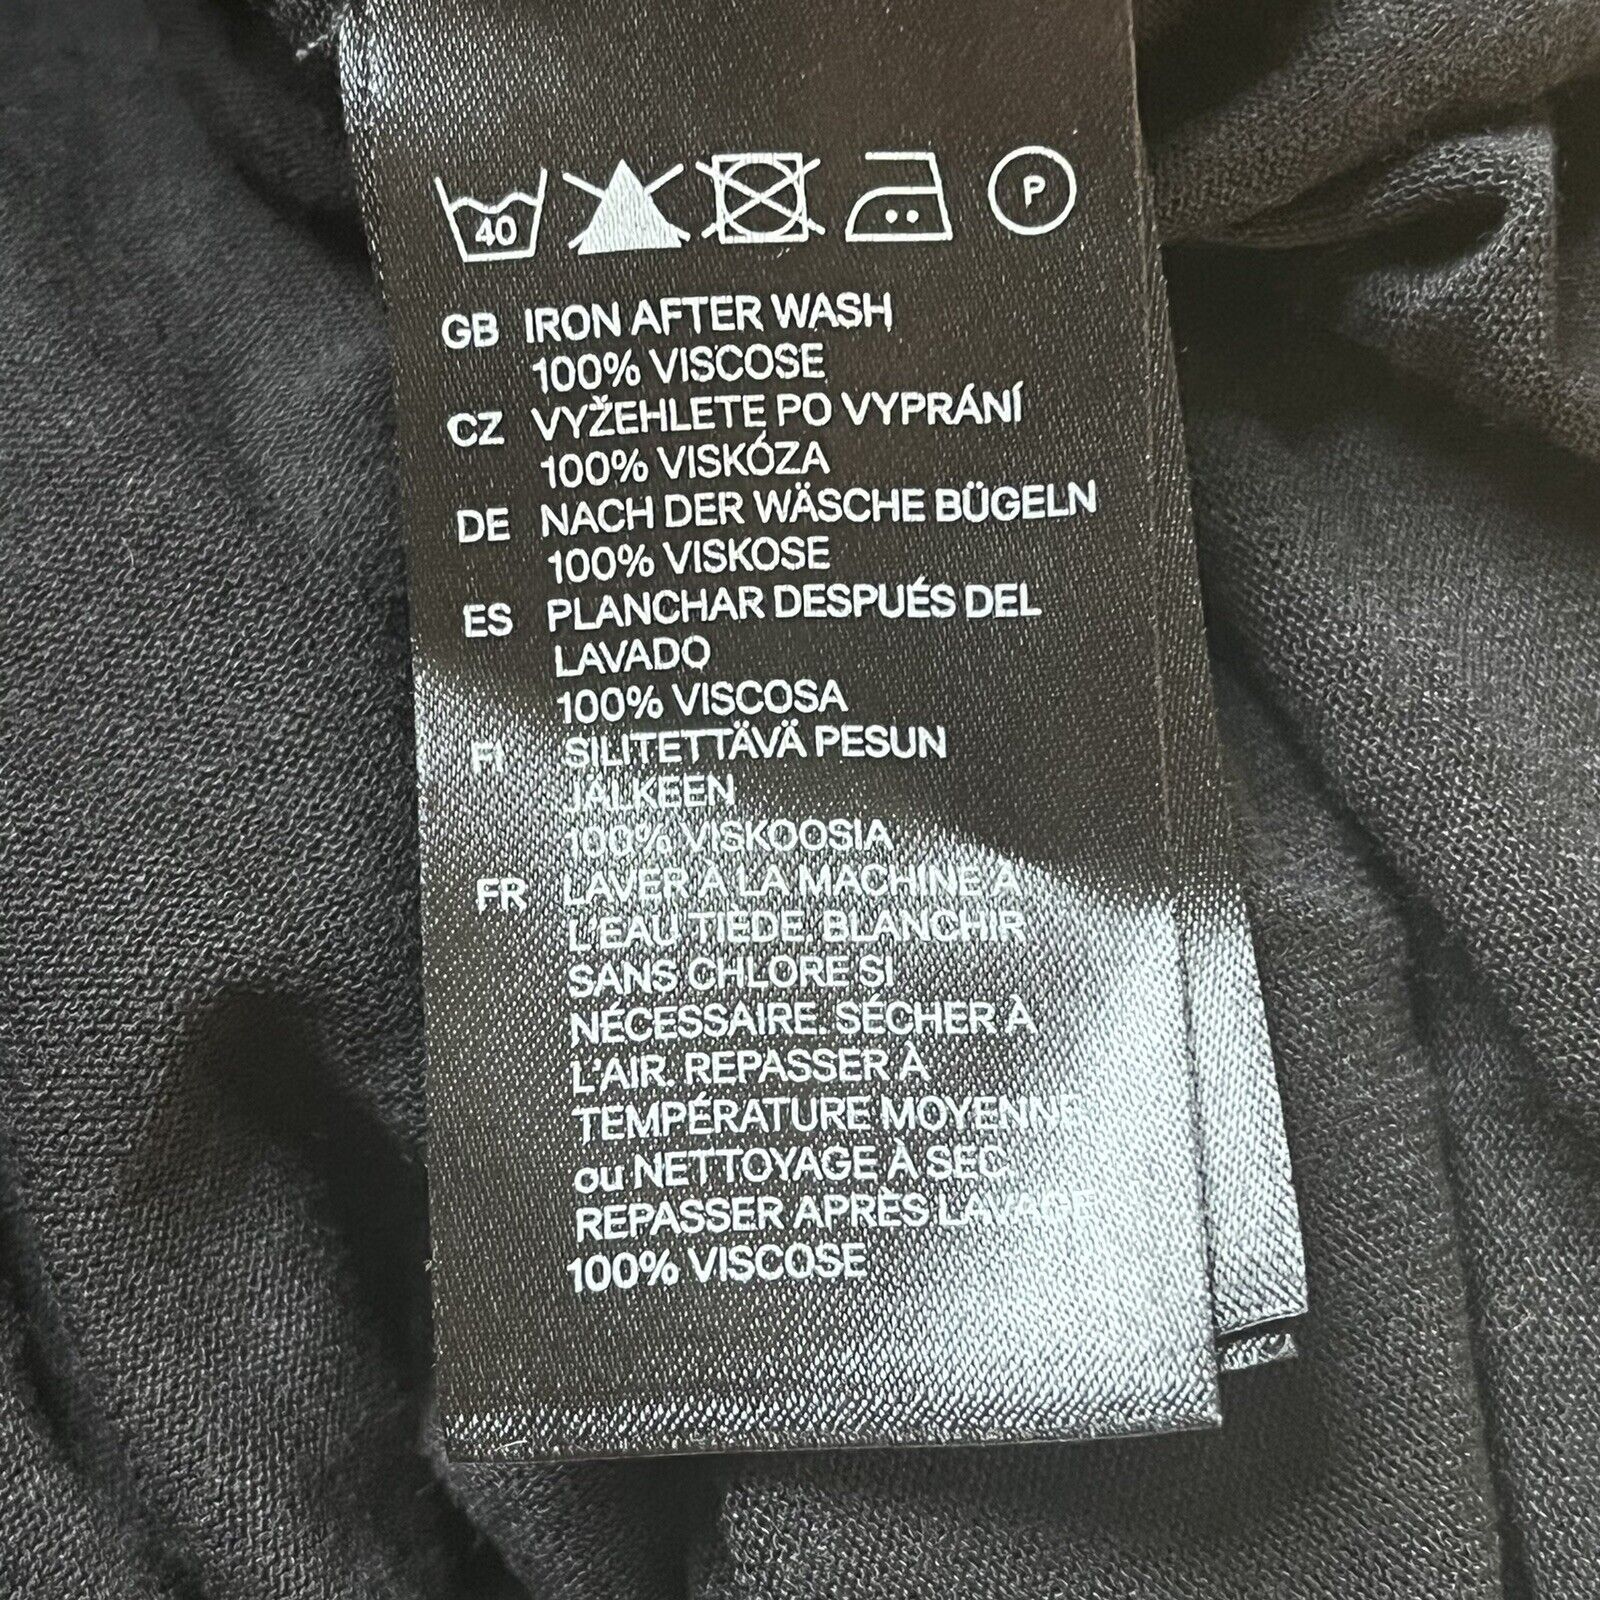 40 P
GB IRON AFTER WASH
100% VISCOSE
CZ VYŽEHLETE PO VYPRÁNÍ
100% VISKÓZA
DE NACH DER WÄSCHE BÜGELN
100% VISKOSE
ES PLANCHAR DESPUÉS DEL
LAVADO
100% VISCOSA
FI SILITETTÄVÄ PESUN
JÄLKEEN
100% VISKOOSIA
FR LAVER À LA MACHINE À
L'EAU TIEDE. BLANCHIR
SANS CHLORE SI
NÉCESSAIRE. SÉCHER À
L'AIR. REPASSER À
TEMPÉRATURE MOYENNE
ou NETTOYAGE À SEC.
REPASSER APRÈS LAVAGE
100% VISCOSE